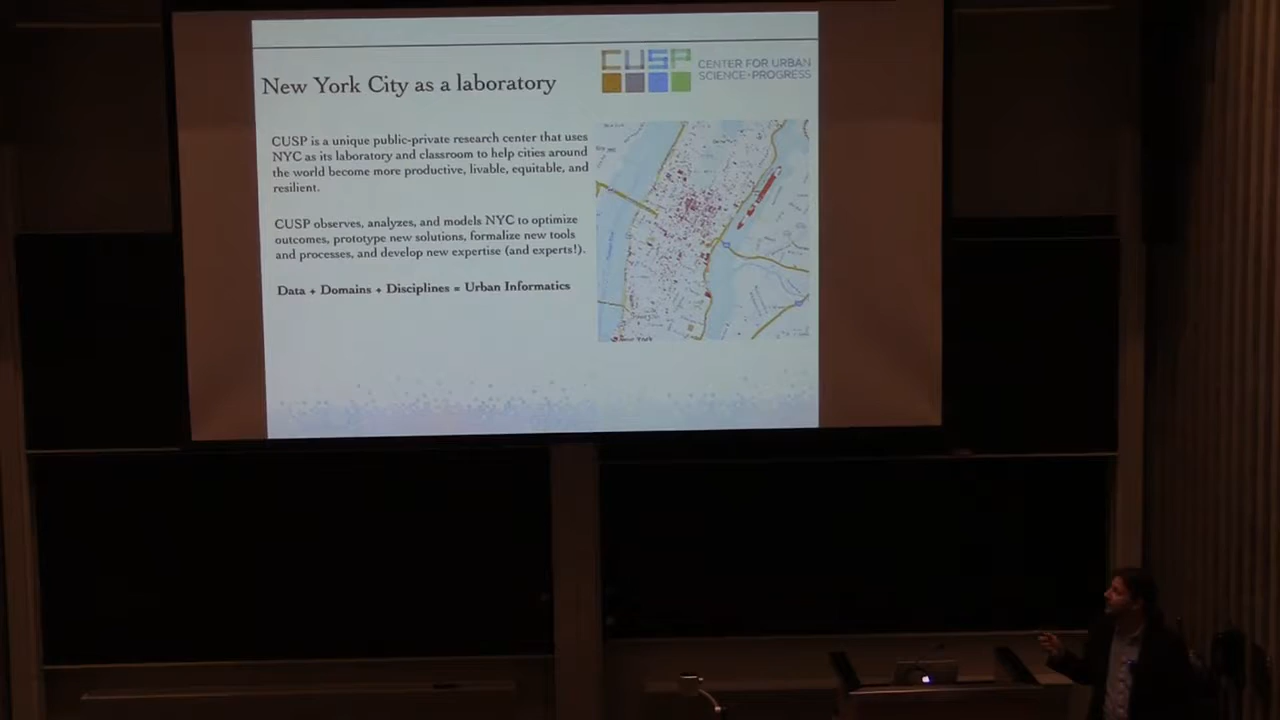 CUSP
CENTER FOR URBAN
SCIENCE+PROGRESS
New York City as a laboratory
CUSP is a unique public-private research center that uses
NYC as its laboratory and classroom to help cities around
the world become more productive, livable, equitable, and
resilient.
CUSP observes, analyzes, and models NYC to optimize
outcomes, prototype new solutions, formalize new tools
and processes, and develop new expertise (and experts!).
Data + Domains + Disciplines = Urban Informatics
New York